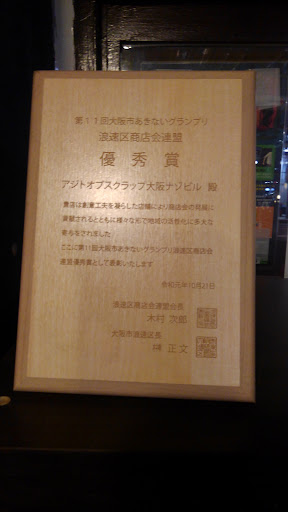 第11回大阪市あきないグランプリ
浪速区商店会連盟
優秀賞
アジトオブスクラップ大阪ナゾビル 殿
貴店は創意工夫を凝らした店舗により商店会の発展に
貢献されるとともに様々な形で地域の活性化に多大な
寄与をされました
ここに第11回大阪市あきないグランプリ浪速区商店会
連盟優秀賞として表彰いたします
令和元年10月21日
浪速区商店会連盟会長
木村 次郎
大阪市浪速区長
榊 正文